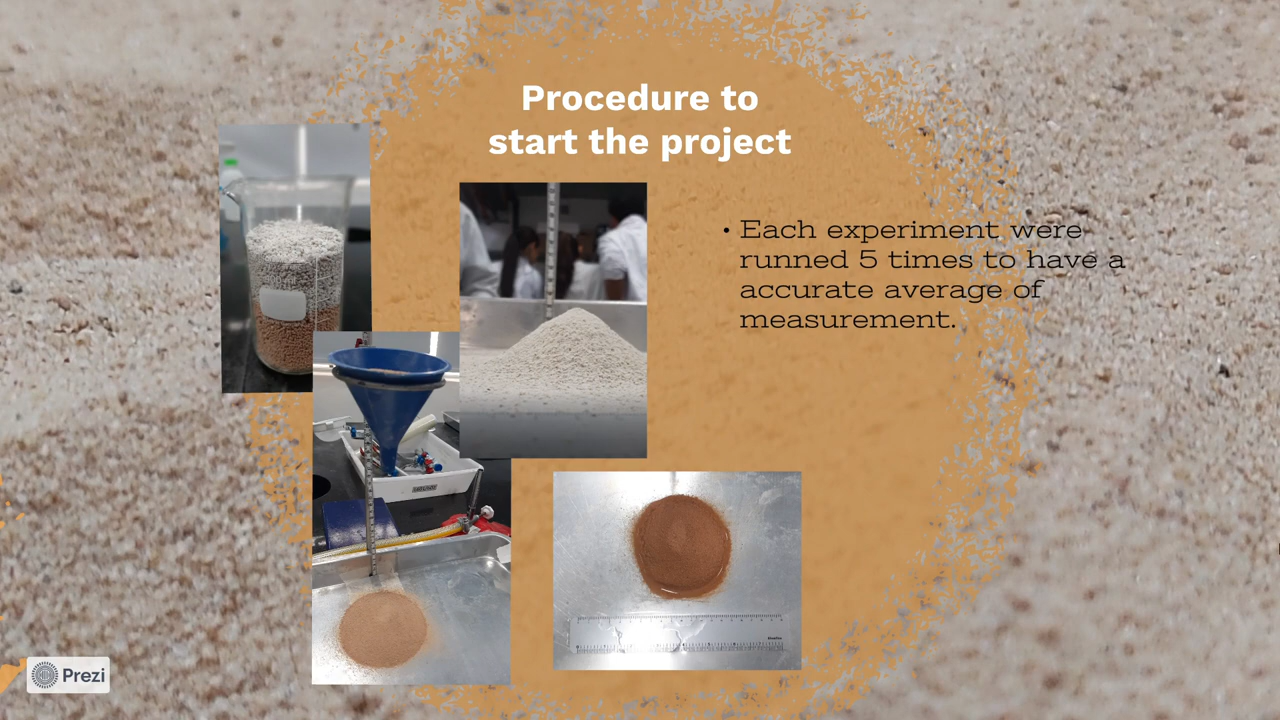 Procedure to
start the project
• Each experiment were
runned 5 times to have a
accurate average of
measurement.
Prezi